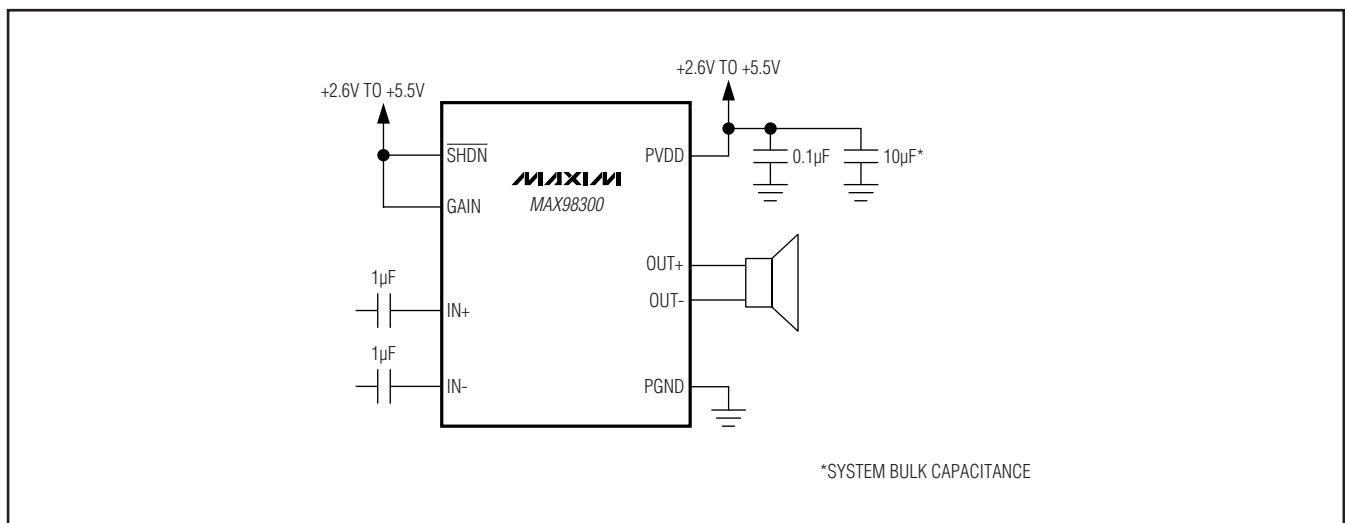 +2.6V TO +5.5V
+2.6V TO +5.5V
SHDN
PVDD
0.1µF
10µF*
MAXIM
MAX98300
GAIN
OUT+
1µF
OUT-
IN+
1µF
IN-
PGND
*SYSTEM BULK CAPACITANCE